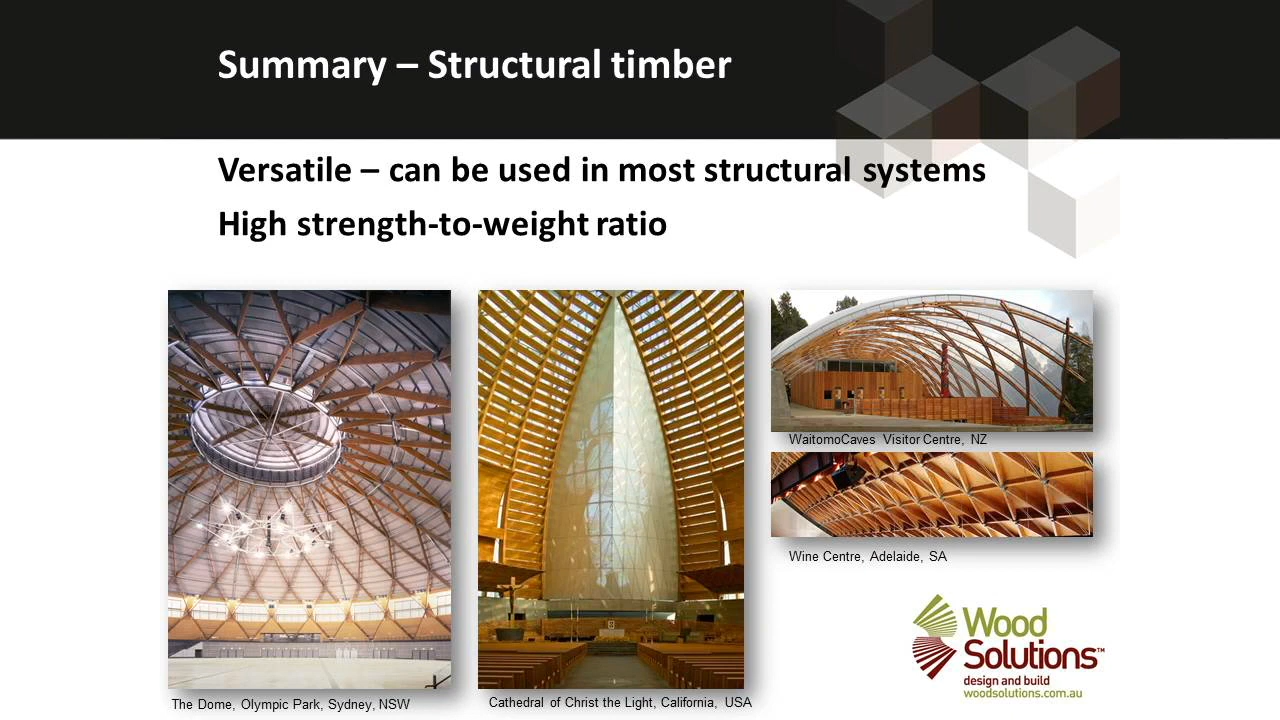 Summary – Structural timber
Versatile – can be used in most structural systems
High strength-to-weight ratio
WaitomoCaves Visitor Centre, NZ
Wine Centre, Adelaide, SA
The Dome, Olympic Park, Sydney, NSW
Cathedral of Christ the Light, California, USA
Wood
Solutions™
design and build
woodsolutions.com.au